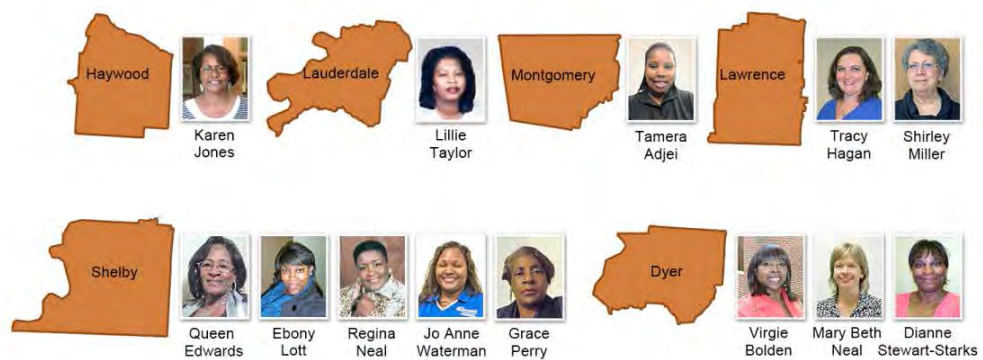 Haywood
Karen
Jones
Lauderdale
Lillie
Taylor
Montgomery
Tamera
Adjei
Lawrence
Tracy
Hagan
Shirley
Miller
Shelby
Queen
Edwards
Ebony
Lott
Regina
Neal
Jo Anne
Waterman
Grace
Perry
Dyer
Virgie
Bolden
Mary Beth
Neal
Dianne
Stewart-Starks